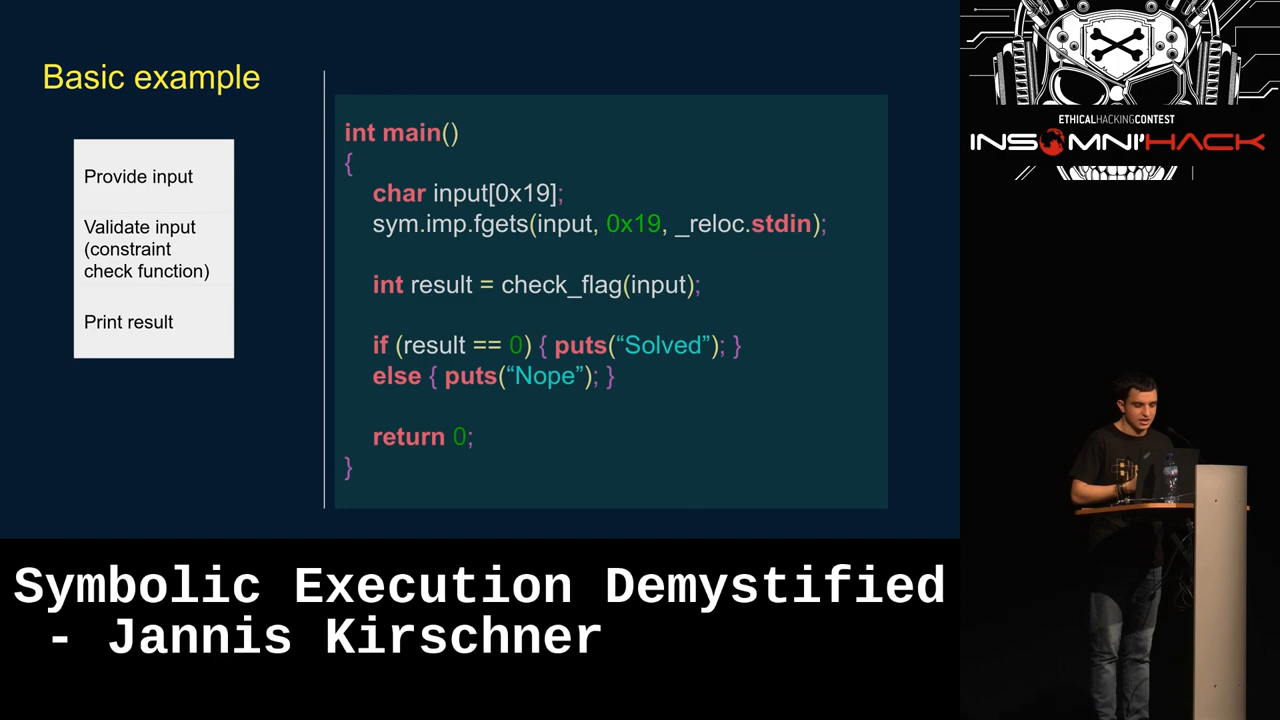 Basic example
Provide input
Validate input
(constraint
check function)
Print result
int main()
{
char input[0x19];
sym.imp.fgets(input, 0x19, _reloc.stdin);
int result = check_flag(input);
if (result == 0) { puts(“Solved”); }
else { puts(“Nope”); }
return 0;
}
ETHICALHACKINGCONTEST
INSOMNI'HACK
Symbolic Execution Demystified
- Jannis Kirschner